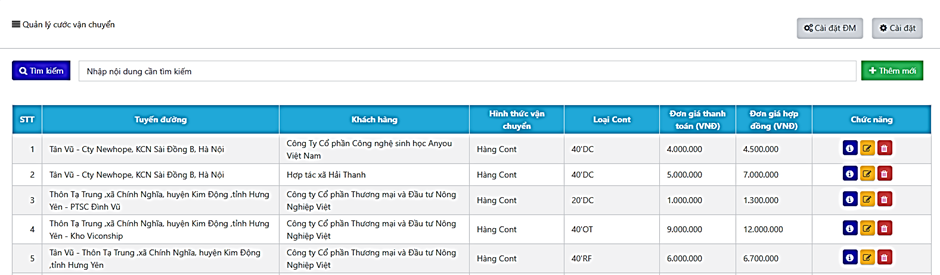 Quản lý cước vận chuyển
Cài đặt ĐM Cài đặt
Tìm kiếm Nhập nội dung cần tìm kiếm Thêm mới
STT Tuyến đường Khách hàng Hình thức vận chuyển Loại Cont Đơn giá thanh toán (VNĐ) Đơn giá hợp đồng (VNĐ) Chức năng
1 Tân Vũ - Cty Newhope, KCN Sài Đồng B, Hà Nội Công Ty Cổ phần Công nghệ sinh học Anyou Việt Nam Hàng Cont 40'DC 4.000.000 4.500.000
2 Tân Vũ - Cty Newhope, KCN Sài Đồng B, Hà Nội Hợp tác xã Hải Thanh Hàng Cont 40'DC 5.000.000 7.000.000
3 Thôn Tạ Trung ,xã Chính Nghĩa, huyện Kim Động ,tỉnh Hưng Yên - PTSC Đình Vũ Công ty Cổ phần Thương mại và Đầu tư Nông Nghiệp Việt Hàng Cont 20'DC 1.000.000 1.300.000
4 Thôn Tạ Trung ,xã Chính Nghĩa, huyện Kim Động ,tỉnh Hưng Yên - Kho Viconship Công ty Cổ phần Thương mại và Đầu tư Nông Nghiệp Việt Hàng Cont 40'OT 9.000.000 12.000.000
5 Tân Vũ - Thôn Tạ Trung ,xã Chính Nghĩa, huyện Kim Động ,tỉnh Hưng Yên Công ty Cổ phần Thương mại và Đầu tư Nông Nghiệp Việt Hàng Cont 40'RF 6.000.000 6.700.000